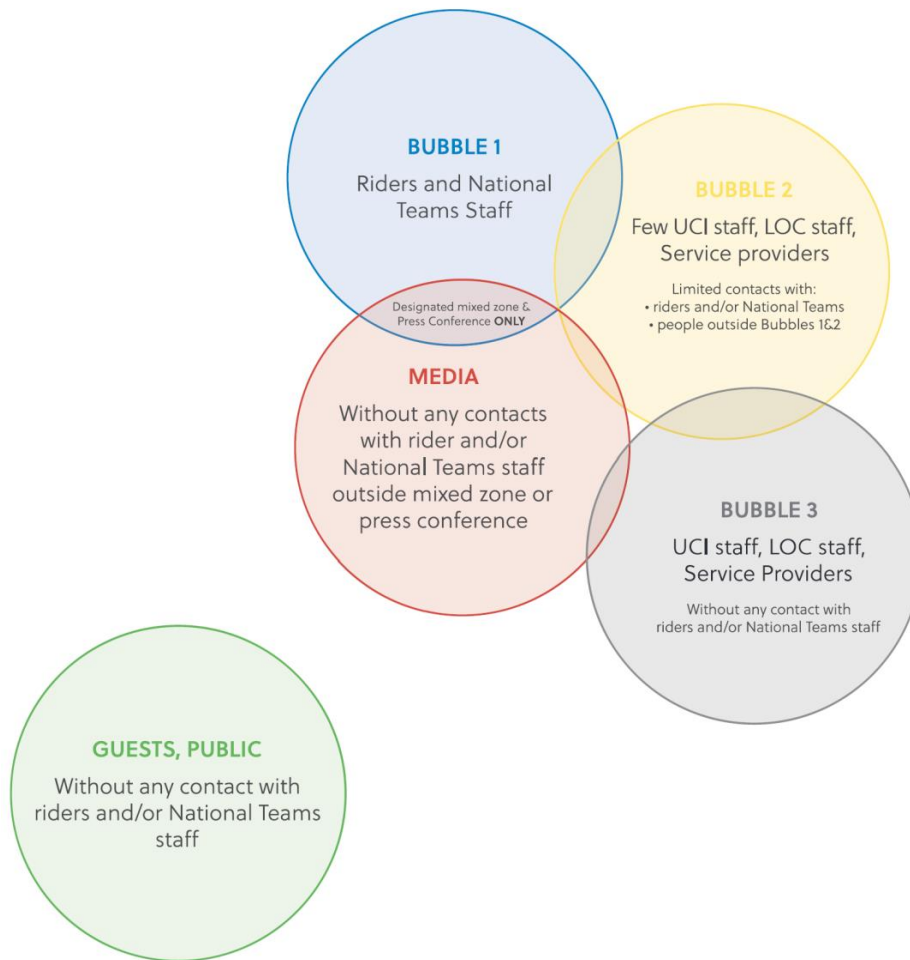 BUBBLE 1
Riders and National
Teams Staff
BUBBLE 2
Few UCI staff, LOC staff,
Service providers
Limited contacts with:
• riders and/or National Teams
• people outside Bubbles 1&2
Designated mixed zone &
Press Conference ONLY
MEDIA
Without any contacts
with rider and/or
National Teams staff
outside mixed zone or
press conference
BUBBLE 3
UCI staff, LOC staff,
Service Providers
Without any contact with
riders and/or National Teams staff
GUESTS, PUBLIC
Without any contact with
riders and/or National Teams
staff